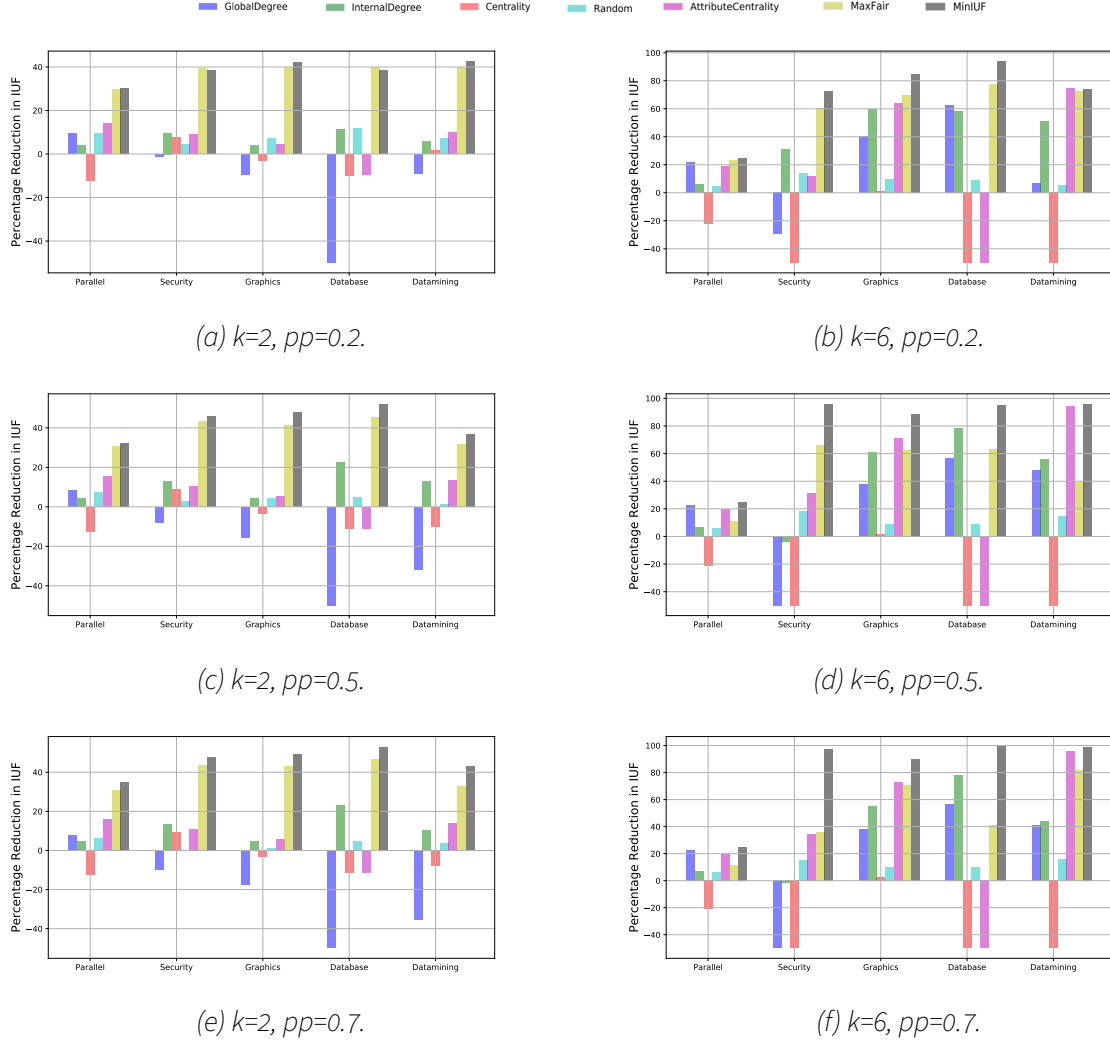 GlobalDegree InternalDegree Centrality Random AttributeCentrality MaxFair MinIUF
Percentage Reduction in IUF
40
20
0
−20
−40
Parallel Security Graphics Database Datamining
(a) k=2, pp=0.2.
Percentage Reduction in IUF
100
80
60
40
20
0
−20
−40
Parallel Security Graphics Database Datamining
(b) k=6, pp=0.2.
Percentage Reduction in IUF
40
20
0
−20
−40
Parallel Security Graphics Database Datamining
(c) k=2, pp=0.5.
Percentage Reduction in IUF
100
80
60
40
20
0
−20
−40
Parallel Security Graphics Database Datamining
(d) k=6, pp=0.5.
Percentage Reduction in IUF
40
20
0
−20
−40
Parallel Security Graphics Database Datamining
(e) k=2, pp=0.7.
Percentage Reduction in IUF
100
80
60
40
20
0
−20
−40
Parallel Security Graphics Database Datamining
(f) k=6, pp=0.7.